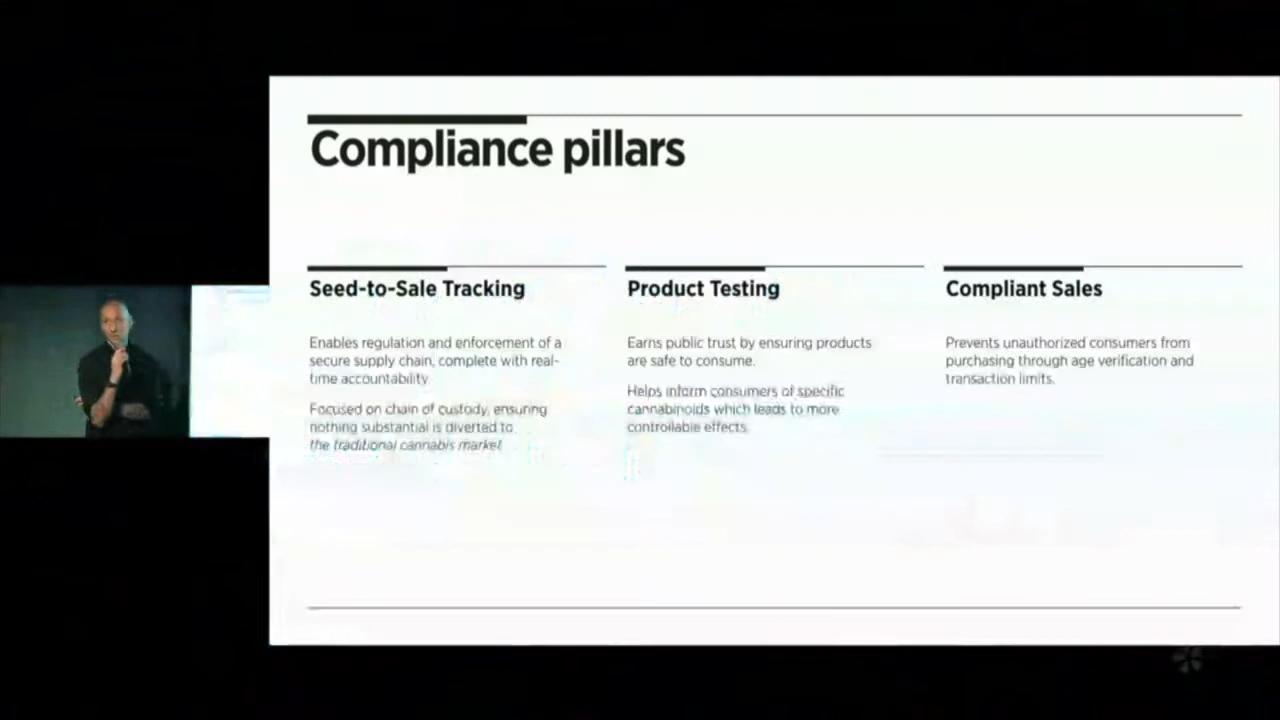 Compliance pillars
Seed-to-Sale Tracking
Enables regulation and enforcement of a
secure supply chain, complete with real-
time accountability.
Focused on chain of custody, ensuring
nothing substantial is diverted to
the traditional cannabis market
Product Testing
Earns public trust by ensuring products
are safe to consume.
Helps inform consumers of specific
cannabinoids which leads to more
controllable effects.
Compliant Sales
Prevents unauthorized consumers from
purchasing through age verification and
transaction limits.